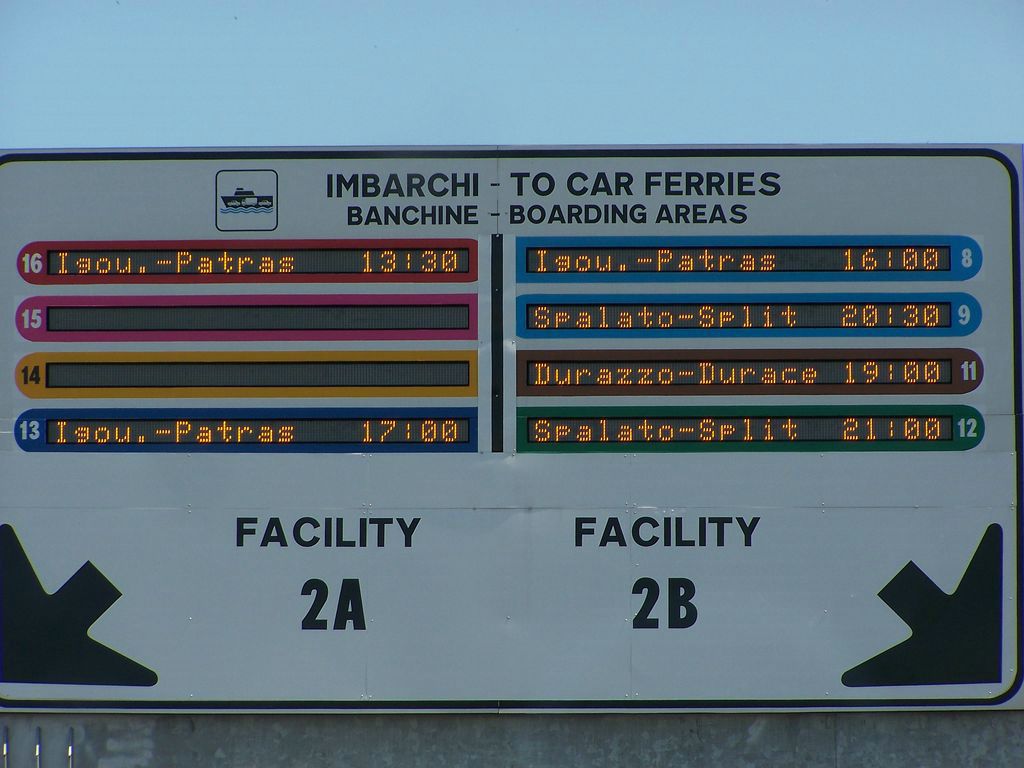 IMBARCHI - TO CAR FERRIES
BANCHINE - BOARDING AREAS
16 Igou.-Patras 13:30
15
14
13 Igou.-Patras 17:00
Igou.-Patras 16:00 8
Spalato-Split 20:30 9
Durazzo-Durace 19:00 11
Spalato-Split 21:00 12
FACILITY
2A
FACILITY
2B